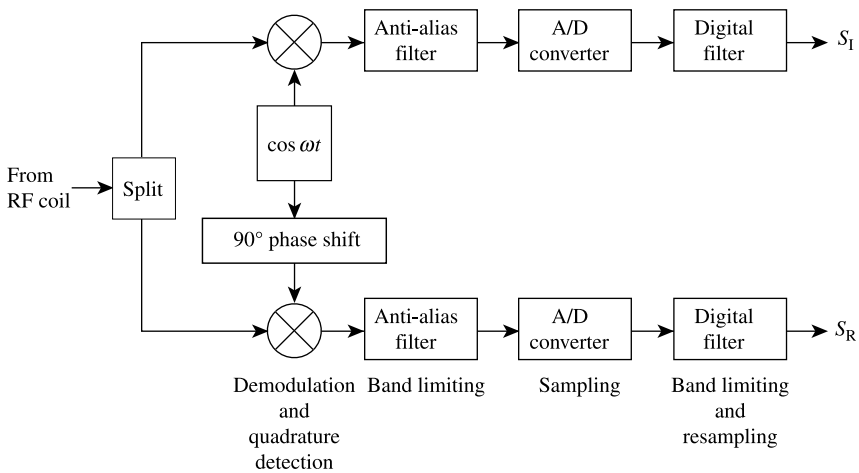 Anti-alias
filter
A/D
converter
Digital
filter
S_I
cos ωt
From
RF coil
Split
90° phase shift
Anti-alias
filter
A/D
converter
Digital
filter
S_R
Demodulation
and
quadrature
detection
Band limiting
Sampling
Band limiting
and
resampling